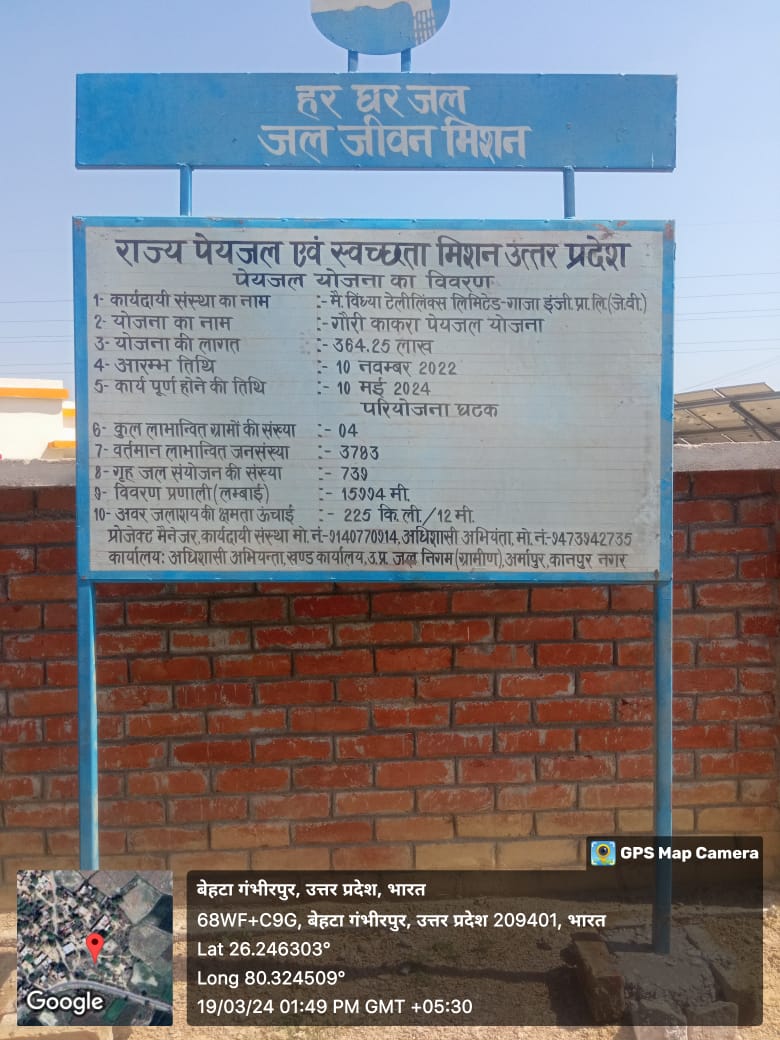 हर घर जल
जल जीवन मिशन
राज्य पेयजल एवं स्वच्छता मिशन उत्तर प्रदेश
पेयजल योजना का विवरण
1- कार्यदायी संस्था का नाम :- मै. विंध्या टेलीलिंक्स लिमिटेड-गाजा इंजी. प्रा. लि. (जे.वी.)
2- योजना का नाम :- गौरी काकरा पेयजल योजना
3- योजना की लागत :- 364.25 लाख
4- आरम्भ तिथि :- 10 नवम्बर 2022
5- कार्य पूर्ण होने की तिथि :- 10 मई 2024
परियोजना घटक
6- कुल लाभान्वित ग्रामों की संख्या :- 04
7- वर्तमान लाभान्वित जनसंख्या :- 3783
8- गृह जल संयोजन की संख्या :- 739
9- विवरण प्रणाली (लम्बाई) :- 15994 मी.
10- अवर जलाशय की क्षमता ऊंचाई :- 225 कि.ली./12 मी.
प्रोजेक्ट मैनेजर, कार्यदायी संस्था मो. नं.-9140770914, अधिशासी अभियंता, मो. नं.-9473942735
कार्यालय: अधिशासी अभियन्ता, खण्ड कार्यालय, उ.प्र. जल निगम (ग्रामीण), अर्मापुर, कानपुर नगर
GPS Map Camera
बेहटा गंभीरपुर, उत्तर प्रदेश, भारत
68WF+C9G, बेहटा गंभीरपुर, उत्तर प्रदेश 209401, भारत
Lat 26.246303°
Long 80.324509°
19/03/24 01:49 PM GMT +05:30
Google